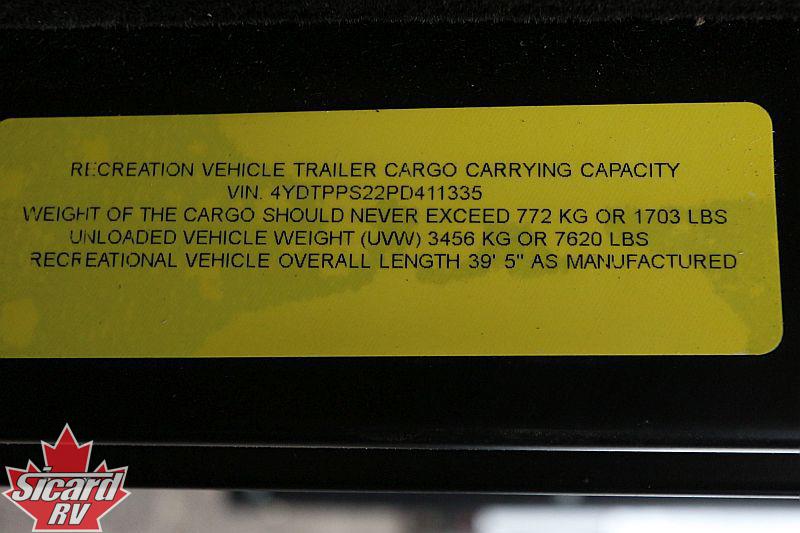 RECREATION VEHICLE TRAILER CARGO CARRYING CAPACITY
VIN. 4YDTPPS22PD411335
WEIGHT OF THE CARGO SHOULD NEVER EXCEED 772 KG OR 1703 LBS
UNLOADED VEHICLE WEIGHT (UVW) 3456 KG OR 7620 LBS
RECREATIONAL VEHICLE OVERALL LENGTH 39' 5" AS MANUFACTURED
Sicard
RV